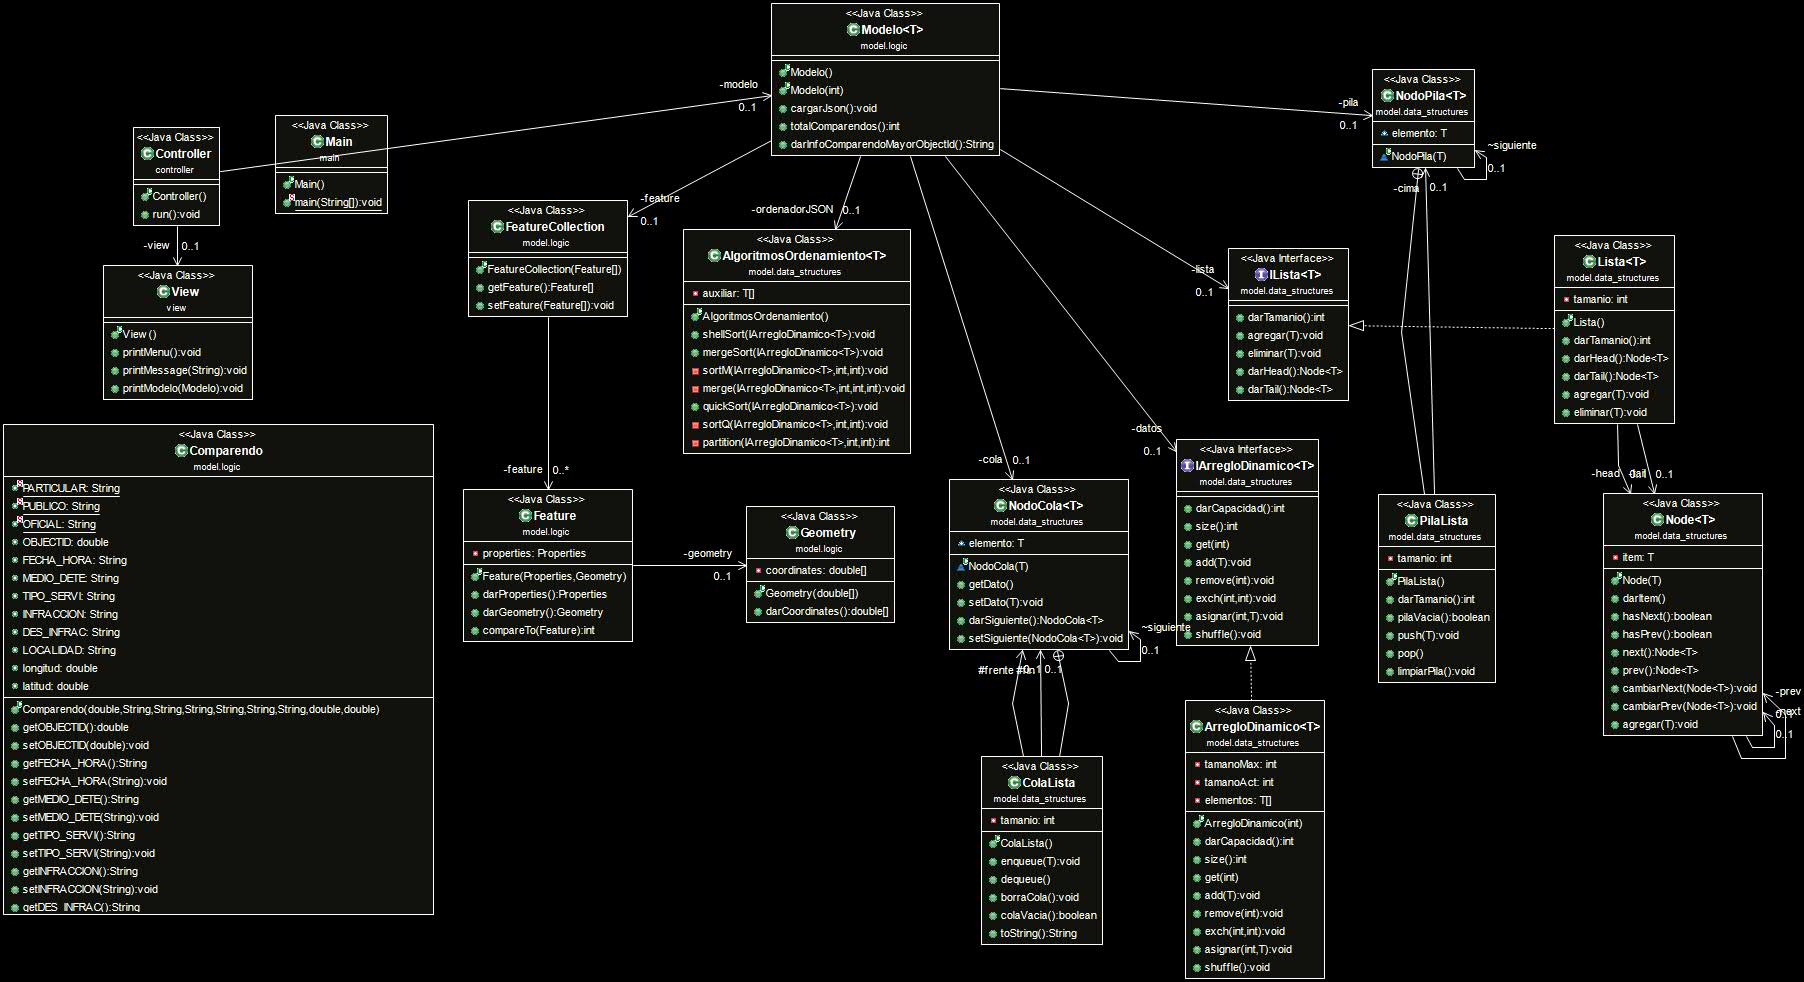 <<Java Class>>
Modelo<T>
model.logic
Modelo()
Modelo(int)
cargarJson():void
totalComparendos():int
darInfoComparendoMayorObjectId():String
-modelo
0..1
<<Java Class>>
Controller
controller
Controller()
run():void
<<Java Class>>
Main
main
Main()
main(String[]):void
-view
0..1
<<Java Class>>
View
view
View ()
printMenu():void
printMessage(String):void
printModelo(Modelo):void
-feature
0..1
<<Java Class>>
FeatureCollection
model.logic
FeatureCollection(Feature[])
getFeature():Feature[]
setFeature(Feature[]):void
-ordenadorJSON
0..1
<<Java Class>>
AlgoritmosOrdenamiento<T>
model.data_structures
auxiliar: T[]
AlgoritmosOrdenamiento()
shellSort(IArregloDinamico<T>):void
mergeSort(IArregloDinamico<T>):void
sortM(IArregloDinamico<T>,int,int):void
merge(IArregloDinamico<T>,int,int,int):void
quickSort(IArregloDinamico<T>):void
sortQ(IArregloDinamico<T>,int,int):void
partition(IArregloDinamico<T>,int,int):int
-pila
0..1
<<Java Class>>
NodoPila<T>
model.data_structures
elemento: T
NodoPila(T)
~siguiente
0..1
-cima
0..1
-lista
0..1
<<Java Interface>>
ILista<T>
model.data_structures
darTamanio():int
agregar(T):void
eliminar(T):void
darHead():Node<T>
darTail():Node<T>
<<Java Class>>
Lista<T>
model.data_structures
tamanio: int
Lista()
darTamanio():int
darHead():Node<T>
darTail():Node<T>
agregar(T):void
eliminar(T):void
<<Java Class>>
Comparendo
model.logic
PARTICULAR: String
PUBLICO: String
OFICIAL: String
OBJECTID: double
FECHA_HORA: String
MEDIO_DETE: String
TIPO_SERVI: String
INFRACCION: String
DES_INFRAC: String
LOCALIDAD: String
longitud: double
latitud: double
Comparendo(double,String,String,String,String,String,String,double,double)
getOBJECTID():double
setOBJECTID(double):void
getFECHA_HORA():String
setFECHA_HORA(String):void
getMEDIO_DETE():String
setMEDIO_DETE(String):void
getTIPO_SERVI():String
setTIPO_SERVI(String):void
getINFRACCION():String
setINFRACCION(String):void
getDES_INFRAC():String
-feature
0..*
<<Java Class>>
Feature
model.logic
properties: Properties
Feature(Properties,Geometry)
darProperties():Properties
darGeometry():Geometry
compareTo(Feature):int
-geometry
0..1
<<Java Class>>
Geometry
model.logic
coordinates: double[]
Geometry(double[])
darCoordinates():double[]
-cola
0..1
<<Java Class>>
NodoCola<T>
model.data_structures
elemento: T
NodoCola(T)
getDato()
setDato(T):void
darSiguiente():NodoCola<T>
setSiguiente(NodoCola<T>):void
~siguiente
0..1
#frente
0..1
<<Java Class>>
ColaLista
model.data_structures
tamanio: int
ColaLista()
enqueue(T):void
dequeue()
borraCola():void
colaVacia():boolean
toString():String
-datos
0..1
<<Java Interface>>
IArregloDinamico<T>
model.data_structures
darCapacidad():int
size():int
get(int)
add(T):void
remove(int):void
exch(int,int):void
asignar(int,T):void
shuffle():void
<<Java Class>>
ArregloDinamico<T>
model.data_structures
tamanoMax: int
tamanoAct: int
elementos: T[]
ArregloDinamico(int)
darCapacidad():int
size():int
get(int)
add(T):void
remove(int):void
exch(int,int):void
asignar(int,T):void
shuffle():void
<<Java Class>>
PilaLista
model.data_structures
tamanio: int
PilaLista()
darTamanio():int
pilaVacia():boolean
push(T):void
pop()
limpiarPila():void
-head
0..1
<<Java Class>>
Node<T>
model.data_structures
item: T
Node(T)
darItem()
hasNext():boolean
hasPrev():boolean
next():Node<T>
prev():Node<T>
cambiarNext(Node<T>):void
cambiarPrev(Node<T>):void
agregar(T):void
-prev
0..1